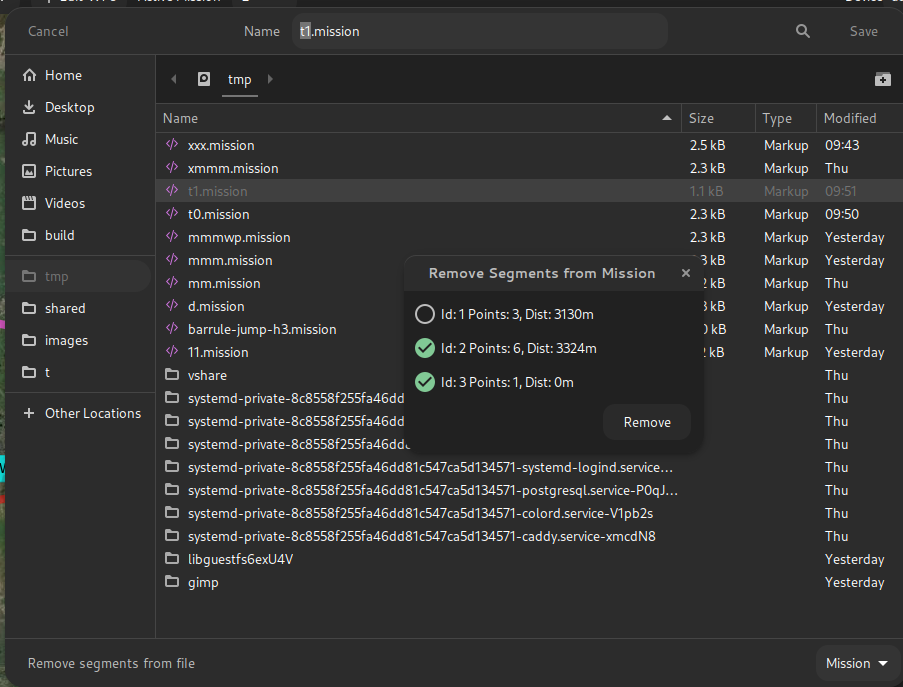 Cancel
Name
t1.mission
Save
Home
Desktop
Music
Pictures
Videos
build
tmp
shared
images
t
Other Locations
tmp
Name Size Type Modified
xxx.mission 2.5 kB Markup 09:43
xmmm.mission 2.3 kB Markup Thu
t1.mission 1.1 kB Markup 09:51
t0.mission 2.3 kB Markup 09:50
mmmwp.mission 2.3 kB Markup Yesterday
mmm.mission 3 kB Markup Yesterday
mm.mission 2 kB Markup Thu
d.mission 3 kB Markup Yesterday
barrule-jump-h3.mission 0 kB Markup Thu
11.mission 2 kB Markup Yesterday
vshare Thu
systemd-private-8c8558f255fa46dd Thu
systemd-private-8c8558f255fa46dd Thu
systemd-private-8c8558f255fa46dd Thu
systemd-private-8c8558f255fa46dd81c547ca5d134571-systemd-logind.service... Thu
systemd-private-8c8558f255fa46dd81c547ca5d134571-postgresql.service-P0qJ... Thu
systemd-private-8c8558f255fa46dd81c547ca5d134571-colord.service-V1pb2s Thu
systemd-private-8c8558f255fa46dd81c547ca5d134571-caddy.service-xmcdN8 Thu
libguestfs6exU4V Yesterday
gimp Yesterday
Remove Segments from Mission
Id: 1 Points: 3, Dist: 3130m
Id: 2 Points: 6, Dist: 3324m
Id: 3 Points: 1, Dist: 0m
Remove
Remove segments from file
Mission